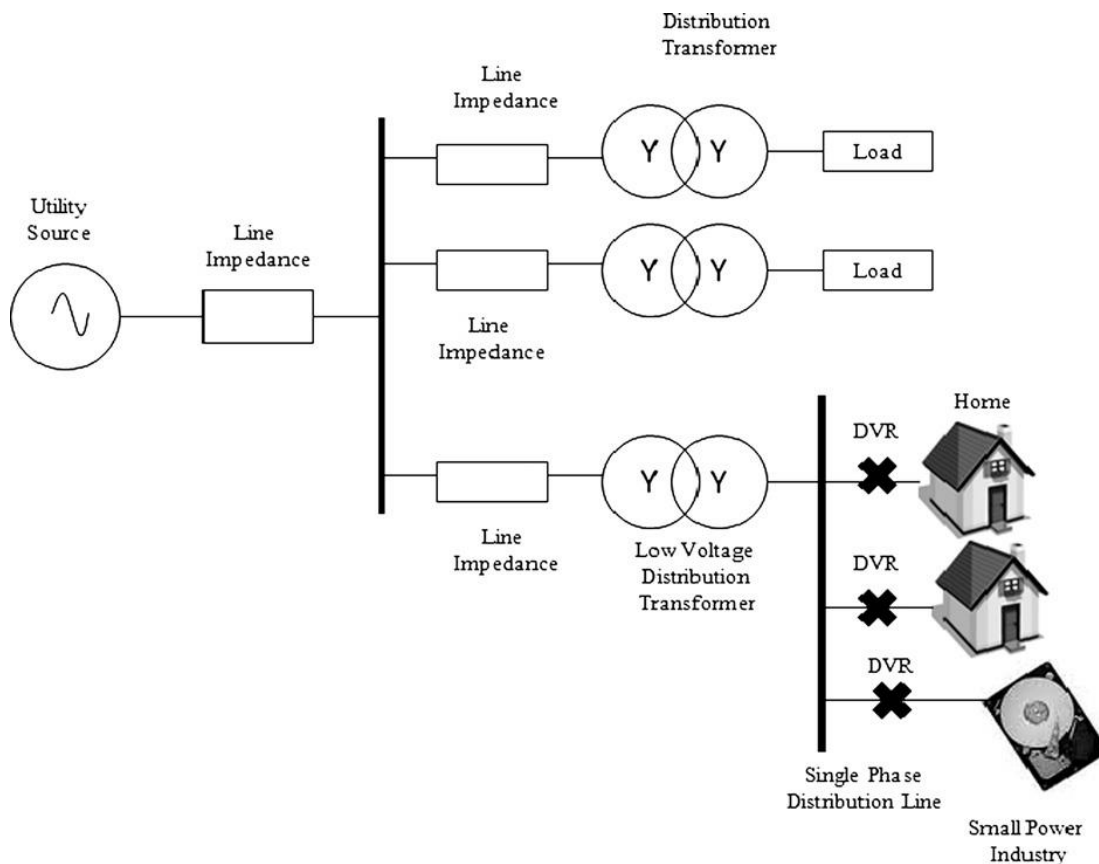 Distribution
Transformer
Line
Impedance
Y Y
Load
Utility
Source
Line
Impedance
Y Y
Load
Line
Impedance
Home
DVR
Y Y
Line
Impedance
Low Voltage
Distribution
Transformer
DVR
DVR
Single Phase
Distribution Line
Small Power
Industry